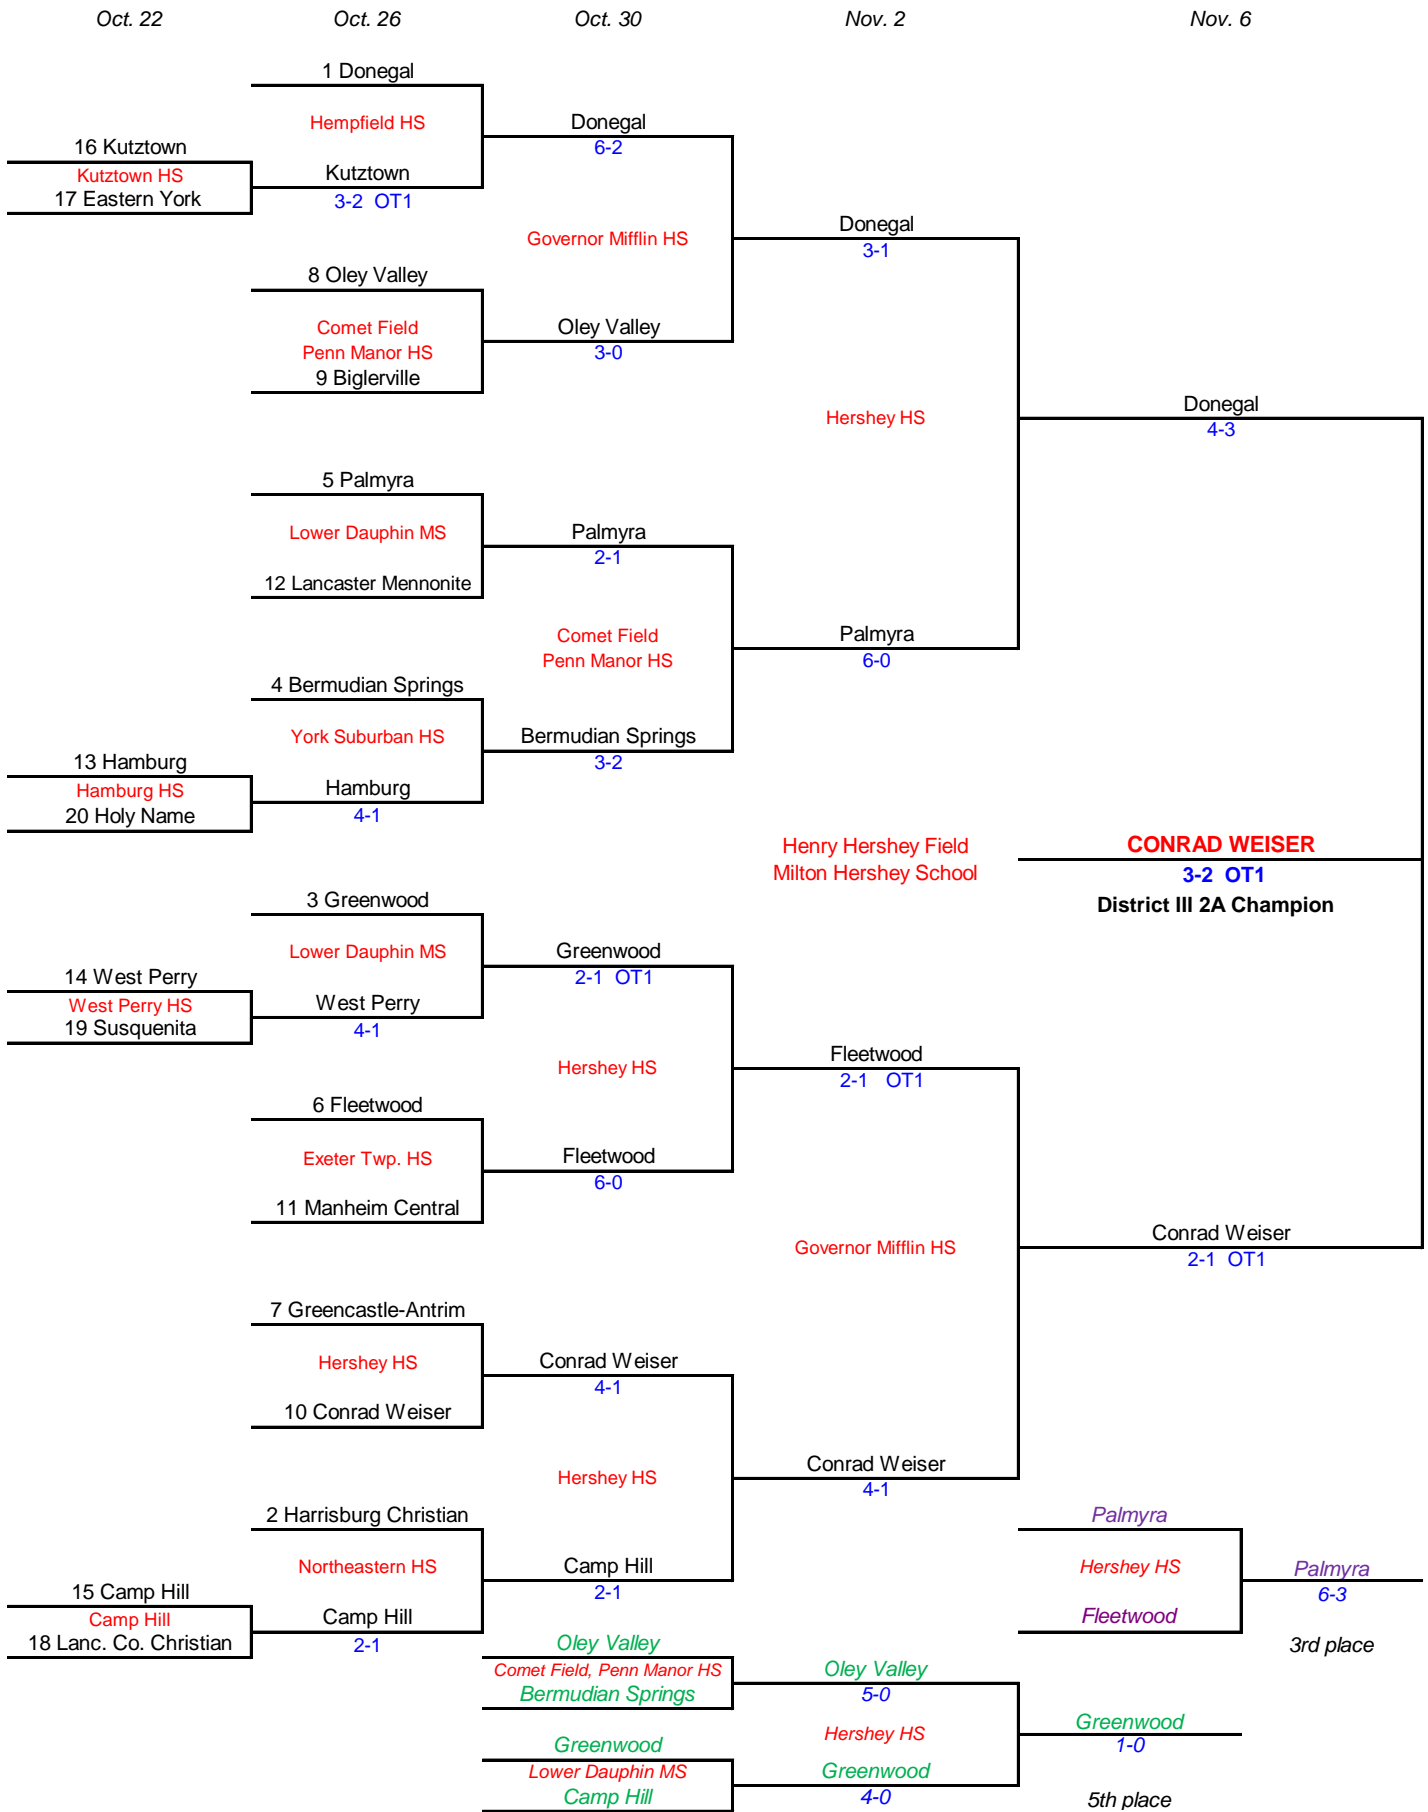 Oct. 22
Oct. 26
Oct. 30
Nov. 2
Nov. 6
1 Donegal
Hempfield HS
Donegal
6-2
16 Kutztown
Kutztown HS
17 Eastern York
Kutztown
3-2 OT1
Governor Mifflin HS
Donegal
3-1
8 Oley Valley
Comet Field
Penn Manor HS
9 Biglerville
Oley Valley
3-0
Hershey HS
Donegal
4-3
5 Palmyra
Lower Dauphin MS
12 Lancaster Mennonite
Palmyra
2-1
Comet Field
Penn Manor HS
Palmyra
6-0
4 Bermudian Springs
York Suburban HS
Bermudian Springs
3-2
13 Hamburg
Hamburg HS
20 Holy Name
Hamburg
4-1
Henry Hershey Field
Milton Hershey School
CONRAD WEISER
3-2 OT1
District III 2A Champion
3 Greenwood
Lower Dauphin MS
Greenwood
2-1 OT1
14 West Perry
West Perry HS
19 Susquenita
West Perry
4-1
Hershey HS
Fleetwood
2-1 OT1
6 Fleetwood
Exeter Twp. HS
11 Manheim Central
Fleetwood
6-0
Governor Mifflin HS
Conrad Weiser
2-1 OT1
7 Greencastle-Antrim
Hershey HS
10 Conrad Weiser
Conrad Weiser
4-1
Hershey HS
Conrad Weiser
4-1
2 Harrisburg Christian
Northeastern HS
Camp Hill
2-1
15 Camp Hill
Camp Hill
18 Lanc. Co. Christian
Camp Hill
2-1
Palmyra
Hershey HS
Fleetwood
Palmyra
6-3
3rd place
Oley Valley
Comet Field, Penn Manor HS
Bermudian Springs
Oley Valley
5-0
Hershey HS
Greenwood
1-0
Greenwood
Lower Dauphin MS
Camp Hill
Greenwood
4-0
5th place